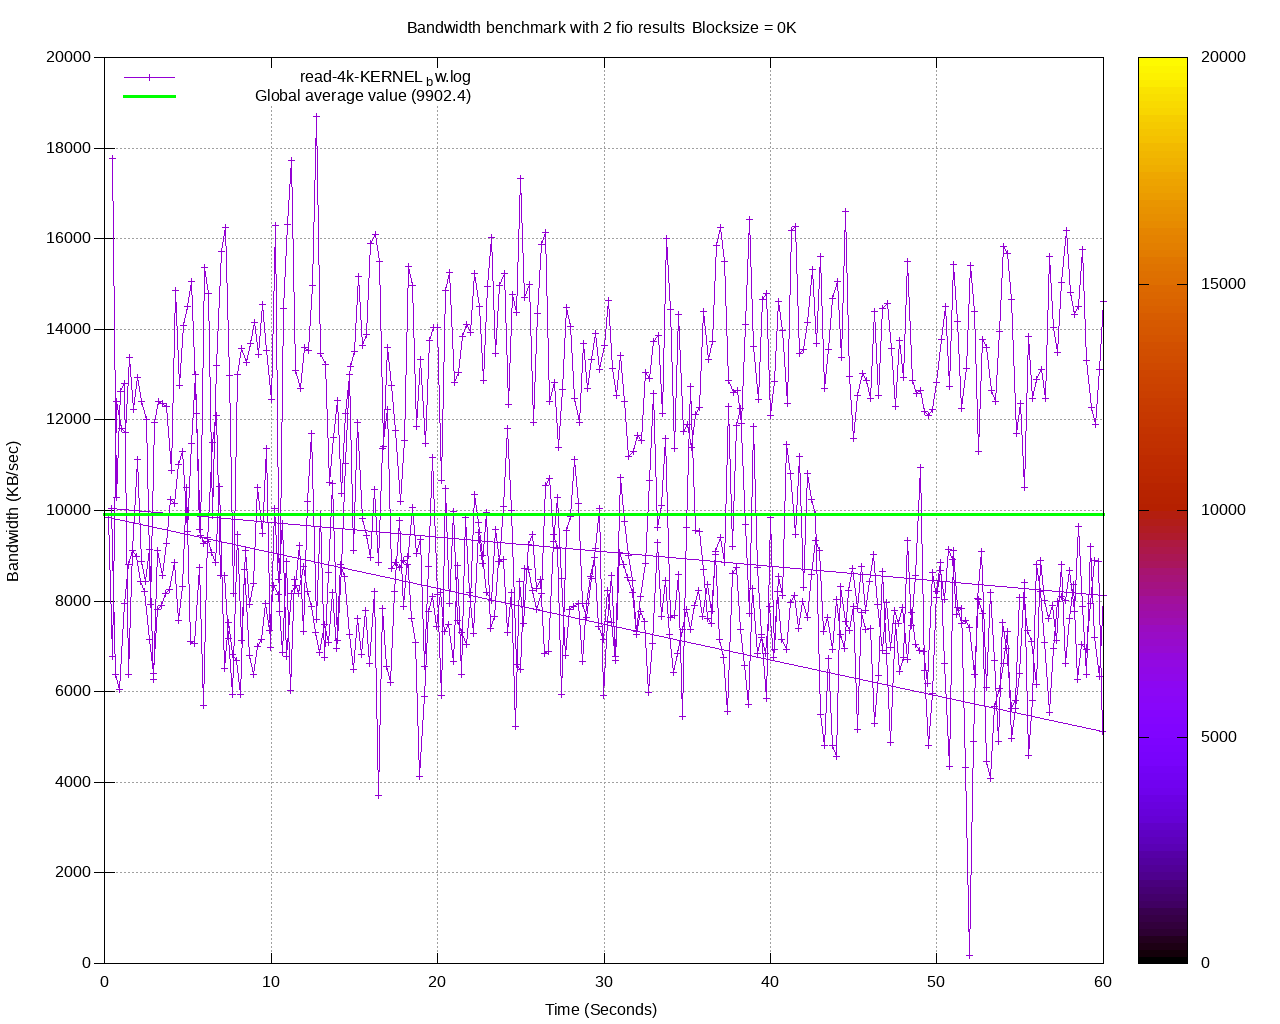 Bandwidth benchmark with 2 fio results Blocksize = 0K
read-4k-KERNEL_bw.log
Global average value (9902.4)
Bandwidth (KB/sec)
20000
18000
16000
14000
12000
10000
8000
6000
4000
2000
0
0 10 20 30 40 50 60
Time (Seconds)
20000
15000
10000
5000
0